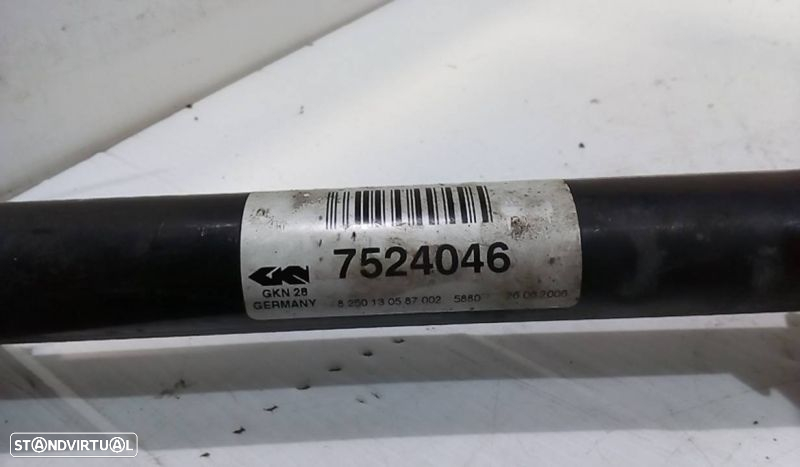 7524046
GKN
GKN 28
GERMANY
8 250 13 05 87 002 5880 26 06 2006
STANDVIRTUAL